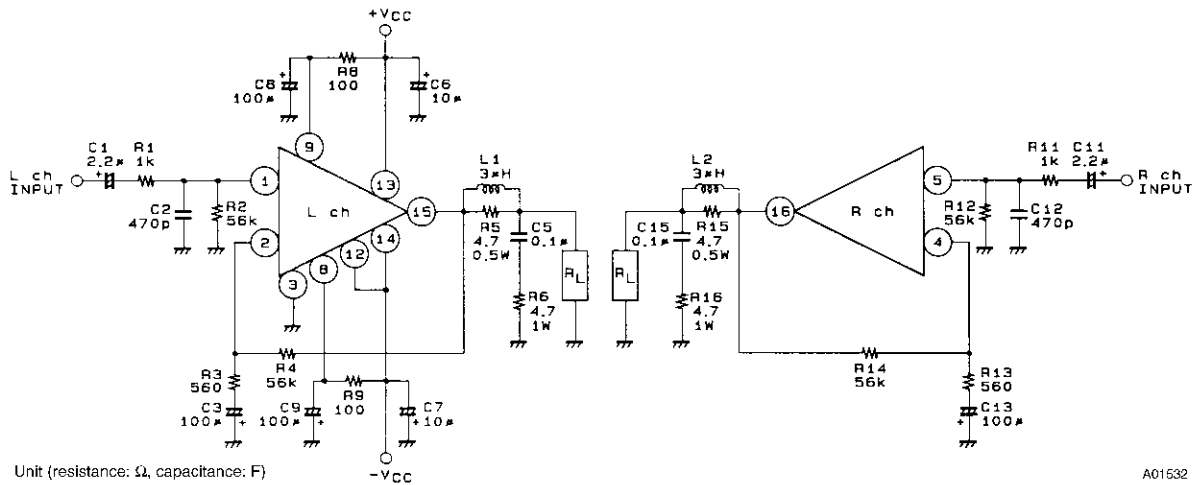 +VCC
C8
100μ
R8
100
C6
10μ
9
L ch
INPUT
C1
2.2μ
+
R1
1k
C2
470p
R2
56k
1
2
3
8
12
14
13
15
L ch
L1
3μH
R5
4.7
0.5W
C5
0.1μ
R6
4.7
1W
RL
R3
560
C3
100μ
+
R4
56k
C9
100μ
+
R9
100
C7
+10μ
-VCC
L2
3μH
RL
C15
0.1μ
R15
4.7
0.5W
R16
4.7
1W
16
R ch
5
4
R11
1k
C11
2.2μ
+
R ch
INPUT
R12
56k
C12
470p
R14
56k
R13
560
C13
+100μ
Unit (resistance: Ω, capacitance: F)
A01532